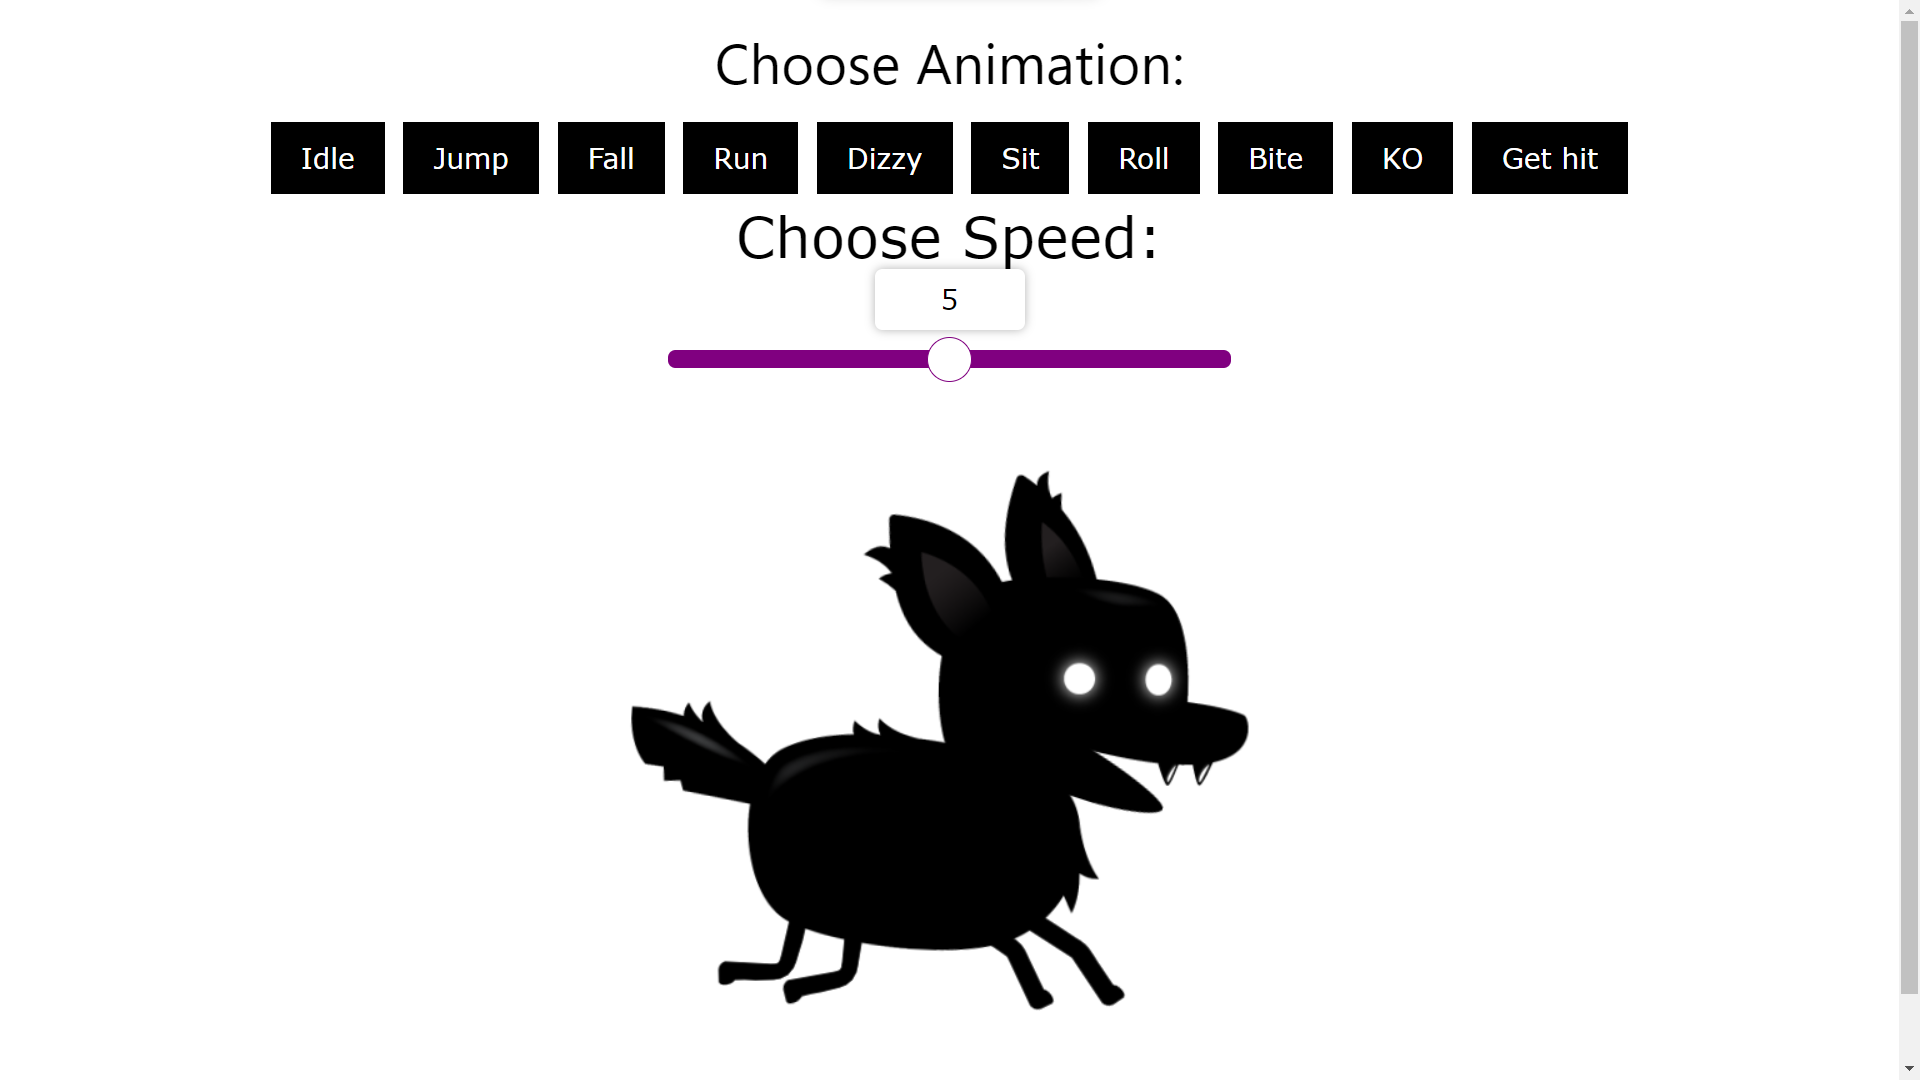 Choose Animation:
Idle Jump Fall Run Dizzy Sit Roll Bite KO Get hit
Choose Speed:
5